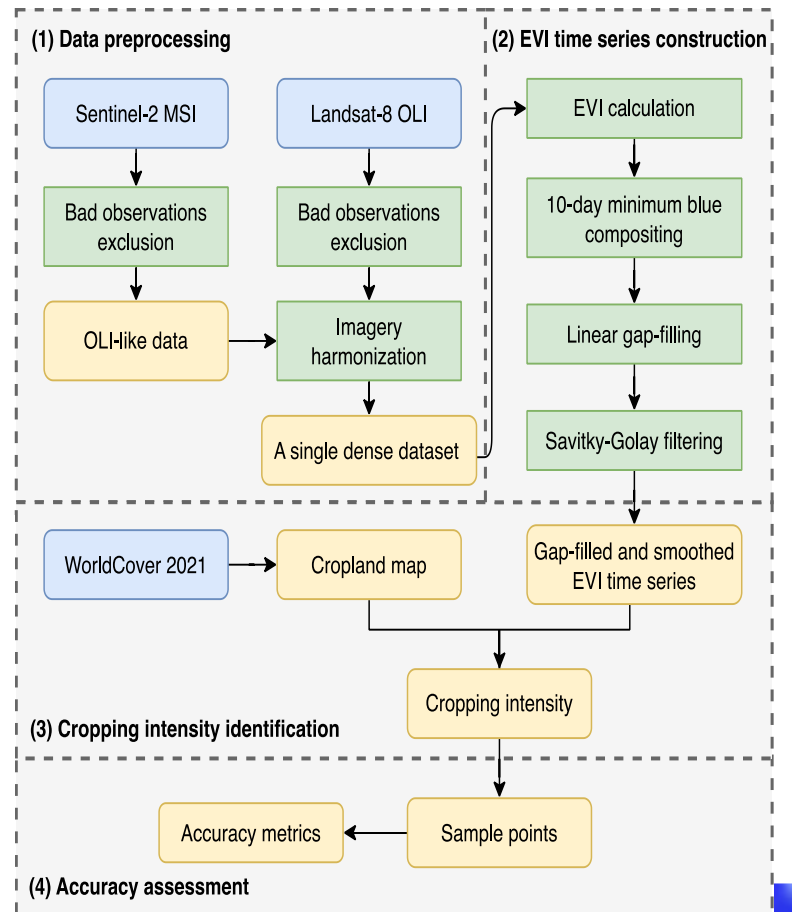 (1) Data preprocessing
Sentinel-2 MSI
Landsat-8 OLI
Bad observations
exclusion
Bad observations
exclusion
OLI-like data
Imagery
harmonization
A single dense dataset
(2) EVI time series construction
EVI calculation
10-day minimum blue
compositing
Linear gap-filling
Savitky-Golay filtering
WorldCover 2021
Cropland map
Gap-filled and smoothed
EVI time series
Cropping intensity
(3) Cropping intensity identification
Accuracy metrics
Sample points
(4) Accuracy assessment